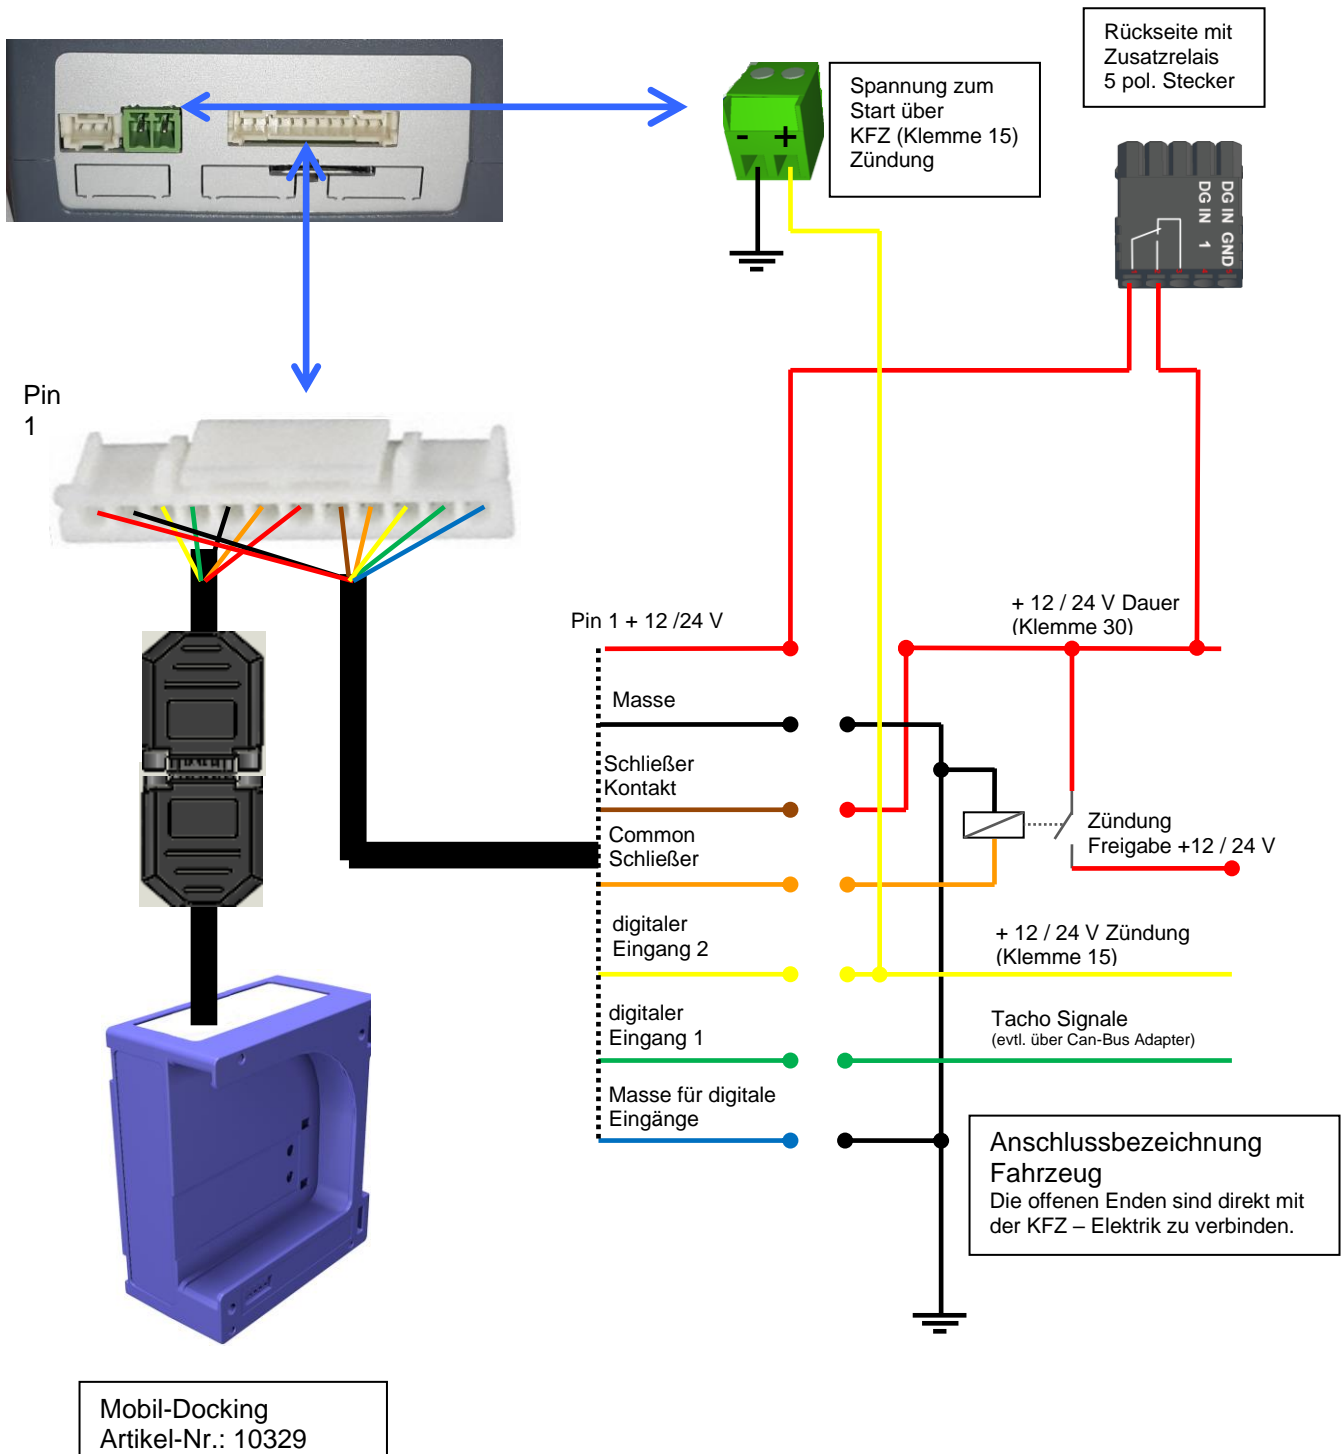 Rückseite mit
Zusatzrelais
5 pol. Stecker
Spannung zum
Start über
KFZ (Klemme 15)
Zündung
- +
DG IN 1
DG IN GND
Pin
1
Pin 1 + 12 /24 V
+ 12 / 24 V Dauer
(Klemme 30)
Masse
Schließer
Kontakt
Common
Schließer
Zündung
Freigabe +12 / 24 V
digitaler
Eingang 2
+ 12 / 24 V Zündung
(Klemme 15)
digitaler
Eingang 1
Tacho Signale
(evtl. über Can-Bus Adapter)
Masse für digitale
Eingänge
Anschlussbezeichnung
Fahrzeug
Die offenen Enden sind direkt mit
der KFZ – Elektrik zu verbinden.
Mobil-Docking
Artikel-Nr.: 10329